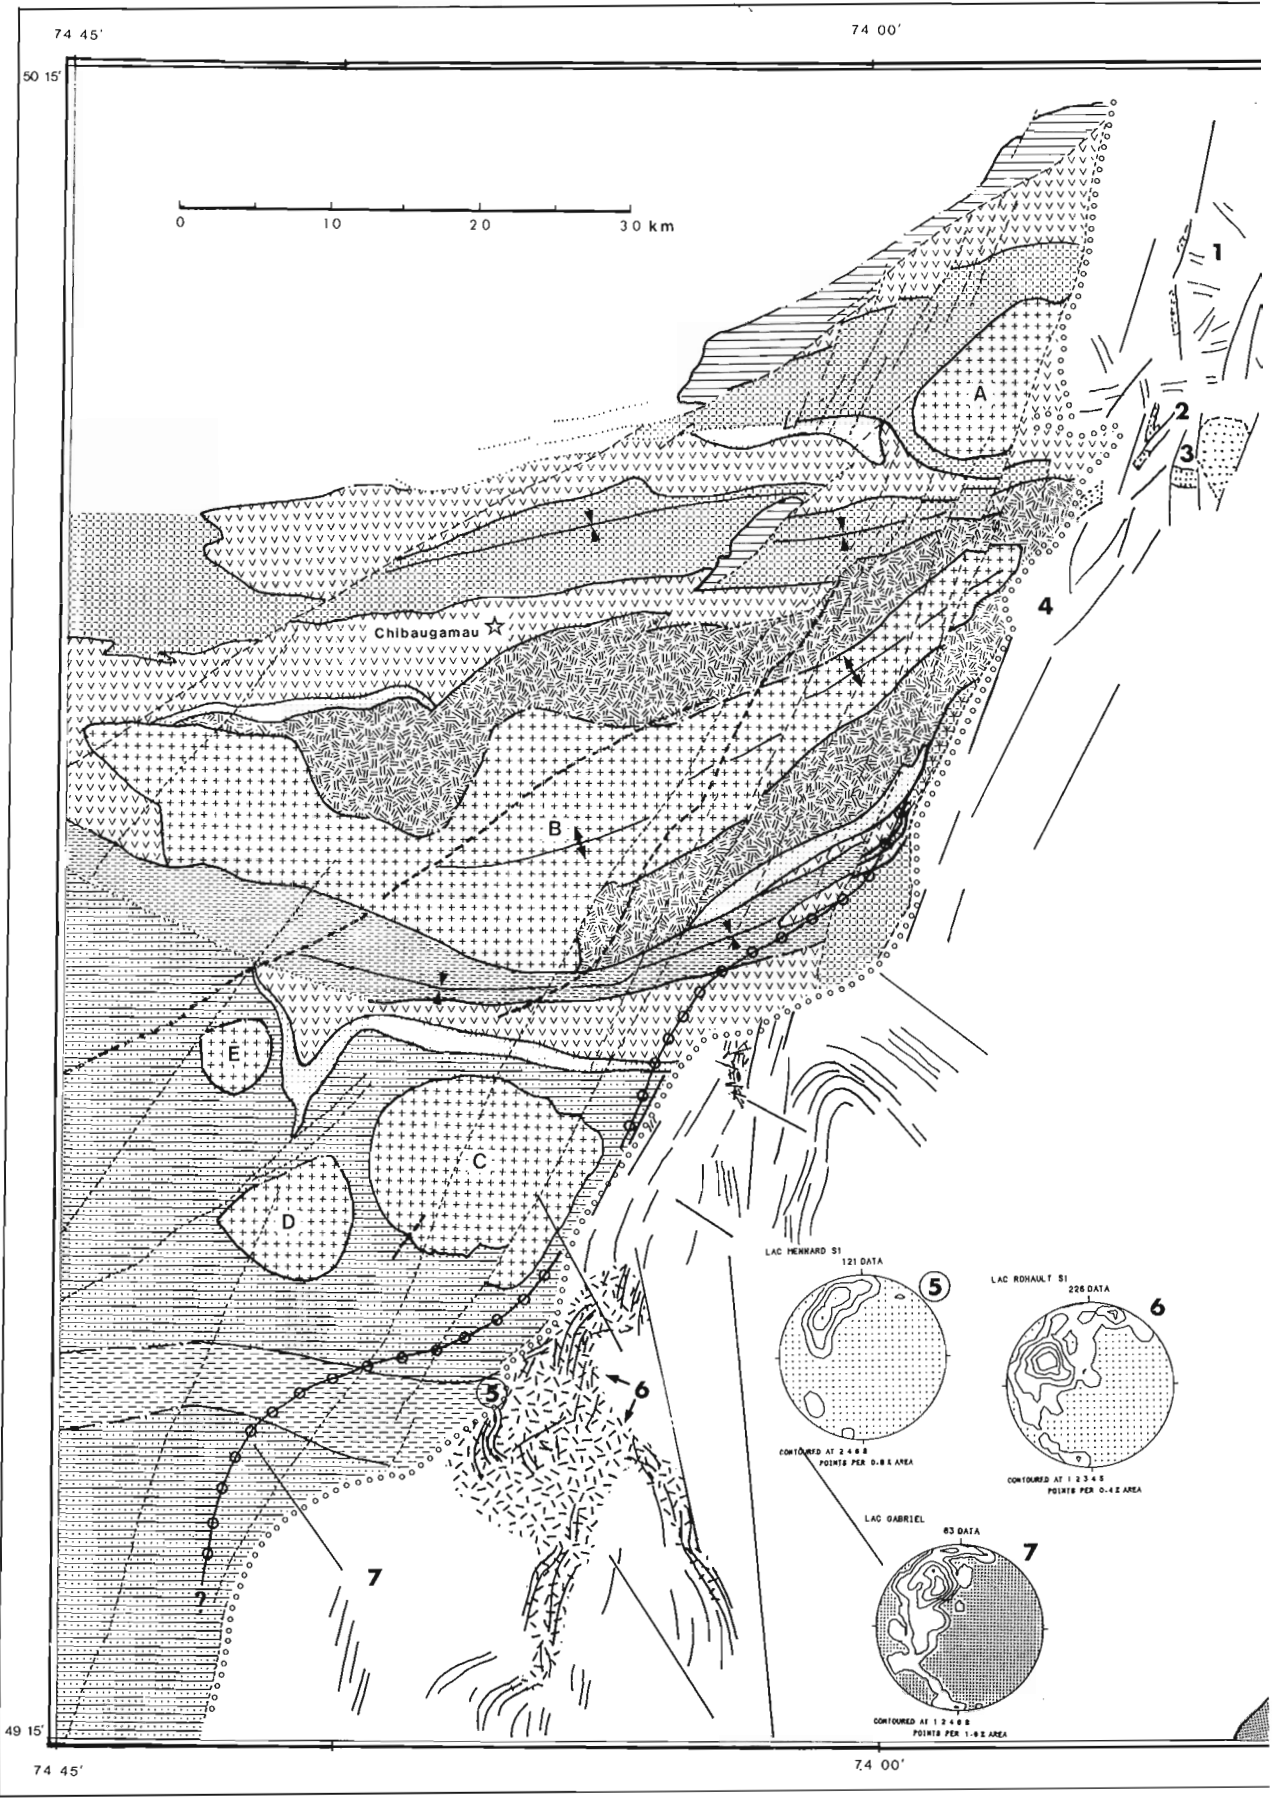 74 45'
74 00'
50 15'
0 10 20 30 km
1
A
2
3
4
Chibaugamau
B
E
C
D
LAC MENNARD S1
121 DATA
5
LAC ROHAULT S1
226 DATA
6
5
6
CONTOURED AT 2 4 6 8
POINTS PER 0.8 % AREA
CONTOURED AT 1 2 3 4 5
POINTS PER 0.4 % AREA
LAC GABRIEL
63 DATA
7
7
?
CONTOURED AT 1 2 4 6 8
POINTS PER 1.6 % AREA
49 15'
74 45'
74 00'